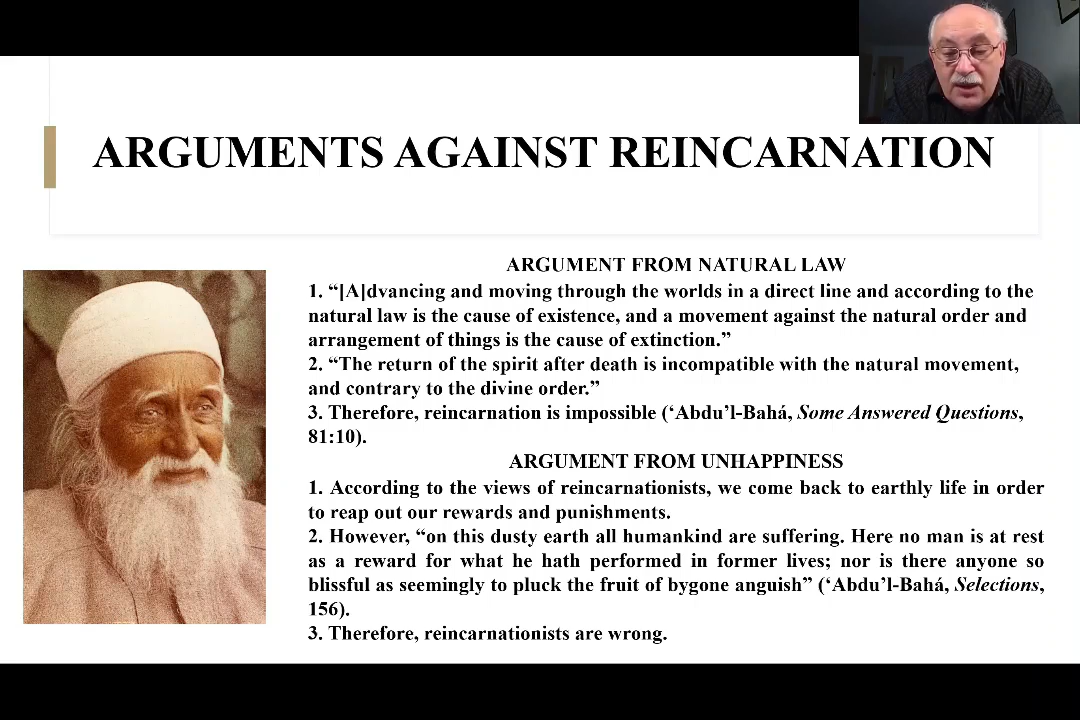 ARGUMENTS AGAINST REINCARNATION
ARGUMENT FROM NATURAL LAW
1. “[A]dvancing and moving through the worlds in a direct line and according to the
natural law is the cause of existence, and a movement against the natural order and
arrangement of things is the cause of extinction.”
2. “The return of the spirit after death is incompatible with the natural movement,
and contrary to the divine order.”
3. Therefore, reincarnation is impossible (‘Abdu’l-Bahá, Some Answered Questions,
81:10).
ARGUMENT FROM UNHAPPINESS
1. According to the views of reincarnationists, we come back to earthly life in order
to reap out our rewards and punishments.
2. However, “on this dusty earth all humankind are suffering. Here no man is at rest
as a reward for what he hath performed in former lives; nor is there anyone so
blissful as seemingly to pluck the fruit of bygone anguish” (‘Abdu’l-Bahá, Selections,
156).
3. Therefore, reincarnationists are wrong.